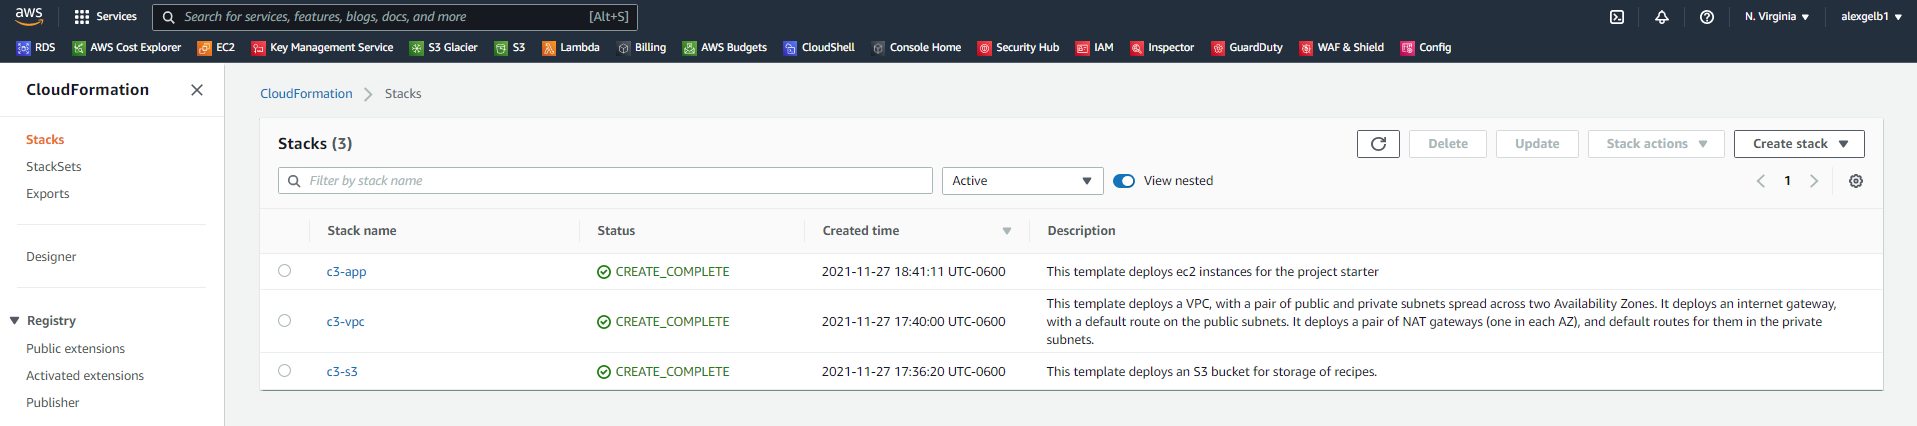 aws Services Search for services, features, blogs, docs, and more [Alt+S] N. Virginia alexgelb1
RDS AWS Cost Explorer EC2 Key Management Service S3 Glacier S3 Lambda Billing AWS Budgets CloudShell Console Home Security Hub IAM Inspector GuardDuty WAF & Shield Config
CloudFormation
Stacks
StackSets
Exports
Designer
Registry
Public extensions
Activated extensions
Publisher
CloudFormation Stacks
Stacks (3) Delete Update Stack actions Create stack
Filter by stack name Active View nested 1
Stack name Status Created time Description
c3-app CREATE_COMPLETE 2021-11-27 18:41:11 UTC-0600 This template deploys ec2 instances for the project starter
c3-vpc CREATE_COMPLETE 2021-11-27 17:40:00 UTC-0600 This template deploys a VPC, with a pair of public and private subnets spread across two Availability Zones. It deploys an internet gateway,
with a default route on the public subnets. It deploys a pair of NAT gateways (one in each AZ), and default routes for them in the private
subnets.
c3-s3 CREATE_COMPLETE 2021-11-27 17:36:20 UTC-0600 This template deploys an S3 bucket for storage of recipes.